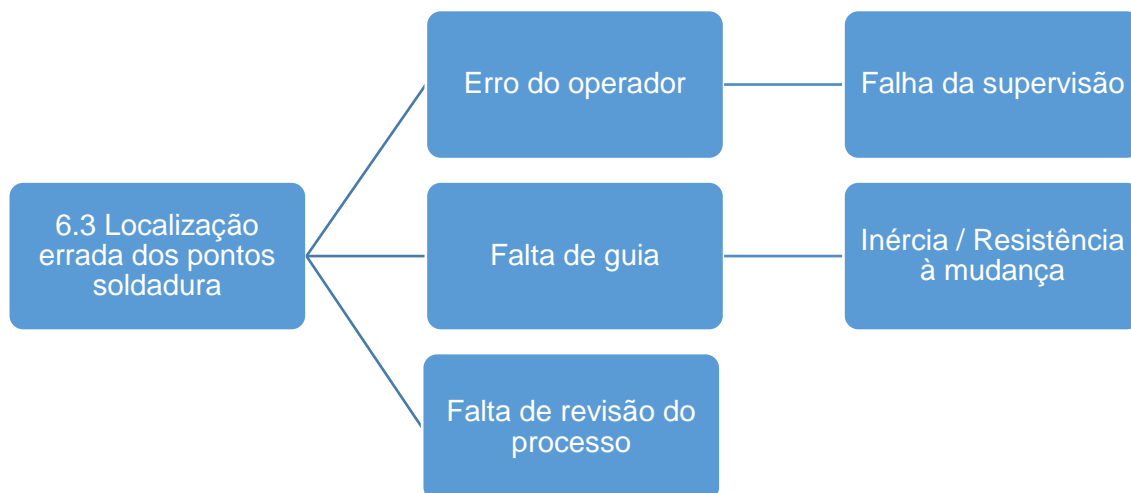 Erro do operador
Falha da supervisão
6.3 Localização
errada dos pontos
soldadura
Falta de guia
Inércia / Resistência
à mudança
Falta de revisão do
processo